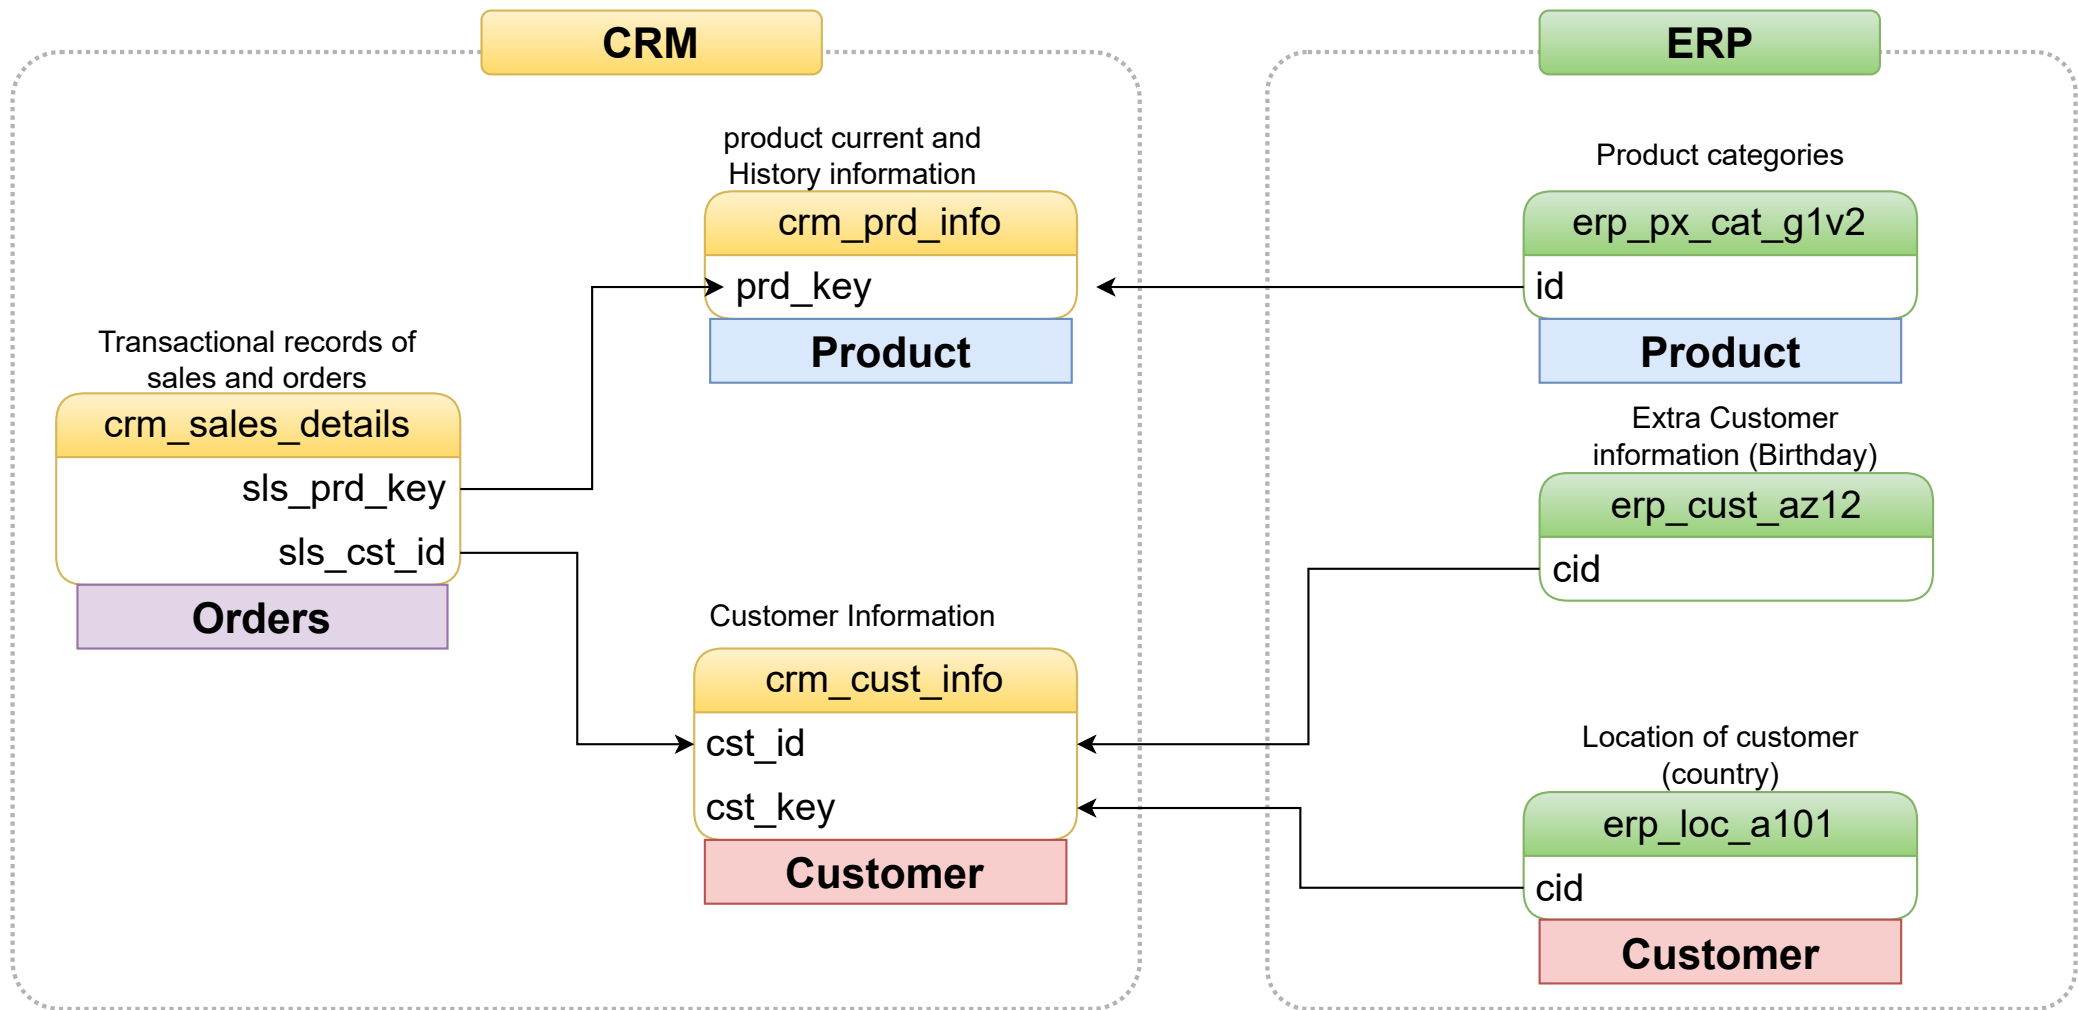 CRM
product current and
History information
crm_prd_info
prd_key
Product
Transactional records of
sales and orders
crm_sales_details
sls_prd_key
sls_cst_id
Orders
Customer Information
crm_cust_info
cst_id
cst_key
Customer
ERP
Product categories
erp_px_cat_g1v2
id
Product
Extra Customer
information (Birthday)
erp_cust_az12
cid
Location of customer
(country)
erp_loc_a101
cid
Customer